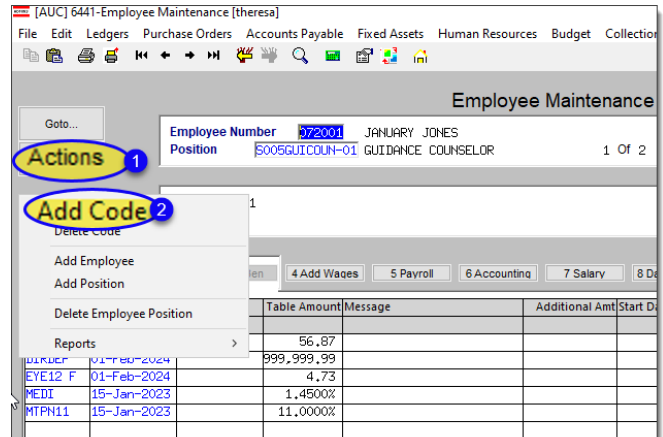 [AUC] 6441-Employee Maintenance [theresa]
File Edit Ledgers Purchase Orders Accounts Payable Fixed Assets Human Resources Budget Collection
Employee Maintenance
Goto...
Employee Number 072001 JANUARY JONES
Actions 1
Position S005GUICOUN-01 GUIDANCE COUNSELOR 1 Of 2
Add Code 2
1
Delete Code
Add Employee
4 Add Wages 5 Payroll 6 Accounting 7 Salary 8 Da
Add Position
Delete Employee Position
Table Amount Message Additional Amt Start Da
Reports >
56.87
DIRDEF 01-Feb-2024 999,999.99
EYE12 F 01-Feb-2024 4.73
MEDI 15-Jan-2023 1.4500%
MTPN11 15-Jan-2023 11.0000%